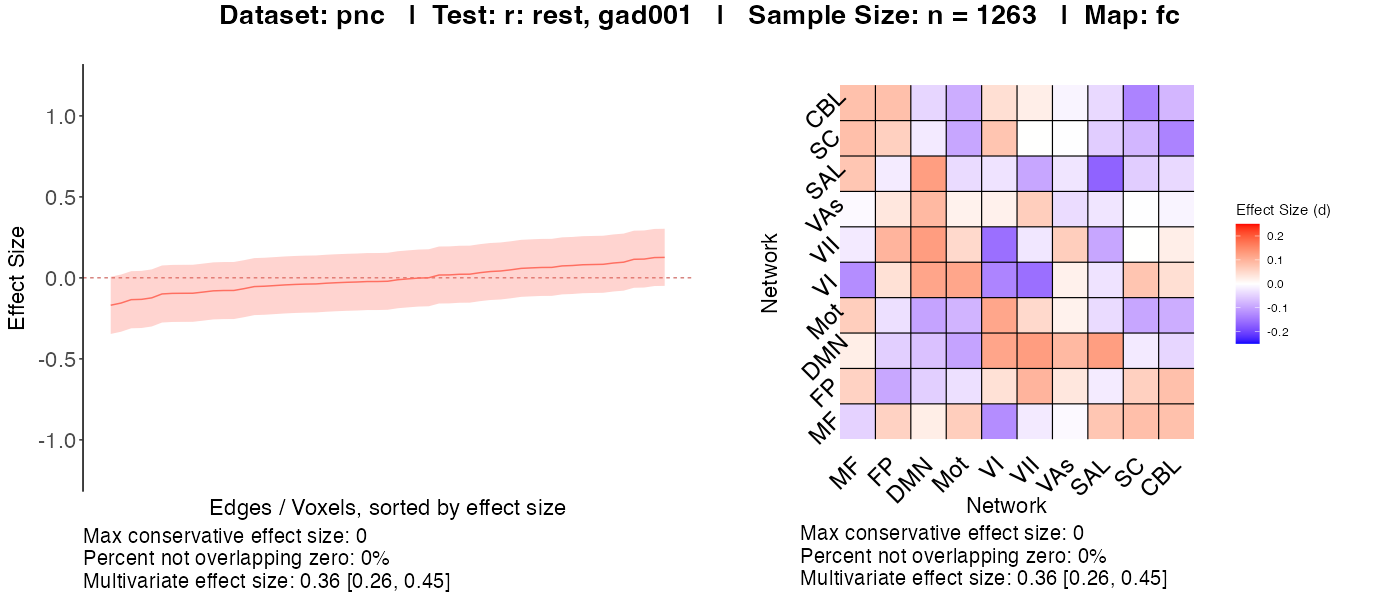 Dataset: pnc | Test: r: rest, gad001 | Sample Size: n = 1263 | Map: fc
Effect Size
1.0
0.5
0.0
-0.5
-1.0
Edges / Voxels, sorted by effect size
Max conservative effect size: 0
Percent not overlapping zero: 0%
Multivariate effect size: 0.36 [0.26, 0.45]
Network
CBL
SC
SAL
VAs
VII
VI
Mot
DMN
FP
MF
MF FP DMN Mot VI VII VAs SAL SC CBL
Network
Max conservative effect size: 0
Percent not overlapping zero: 0%
Multivariate effect size: 0.36 [0.26, 0.45]
Effect Size (d)
0.2
0.1
0.0
-0.1
-0.2